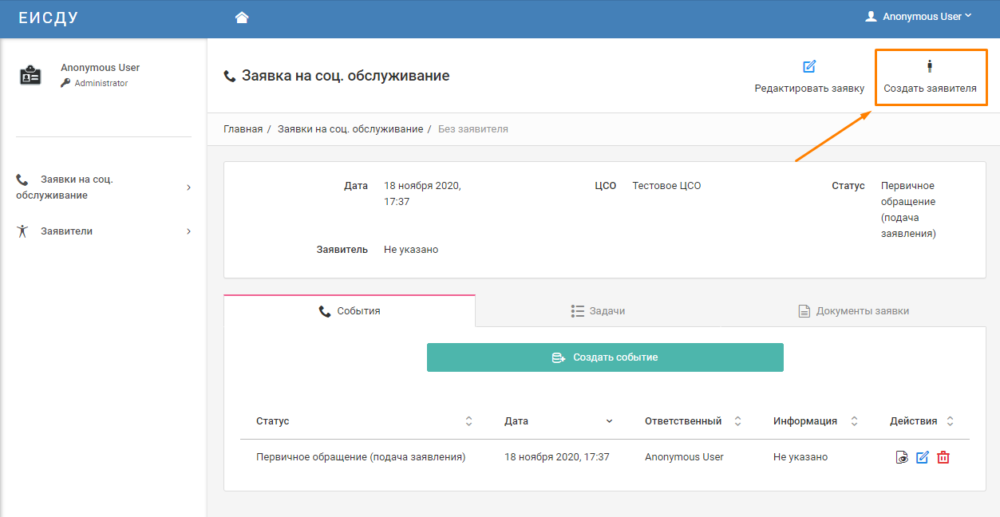 ЕИСДУ
Anonymous User
Anonymous User
Administrator
Заявки на соц.
обслуживание
Заявители
Заявка на соц. обслуживание
Редактировать заявку
Создать заявителя
Главная / Заявки на соц. обслуживание / Без заявителя
Дата 18 ноября 2020,
17:37
ЦСО Тестовое ЦСО
Статус Первичное
обращение
(подача
заявления)
Заявитель Не указано
События Задачи Документы заявки
Создать событие
Статус Дата Ответственный Информация Действия
Первичное обращение (подача заявления) 18 ноября 2020, 17:37 Anonymous User Не указано